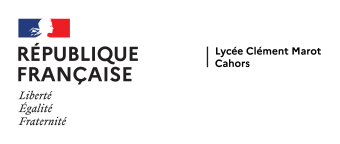 RÉPUBLIQUE
FRANÇAISE
Liberté
Égalité
Fraternité
Lycée Clément Marot
Cahors